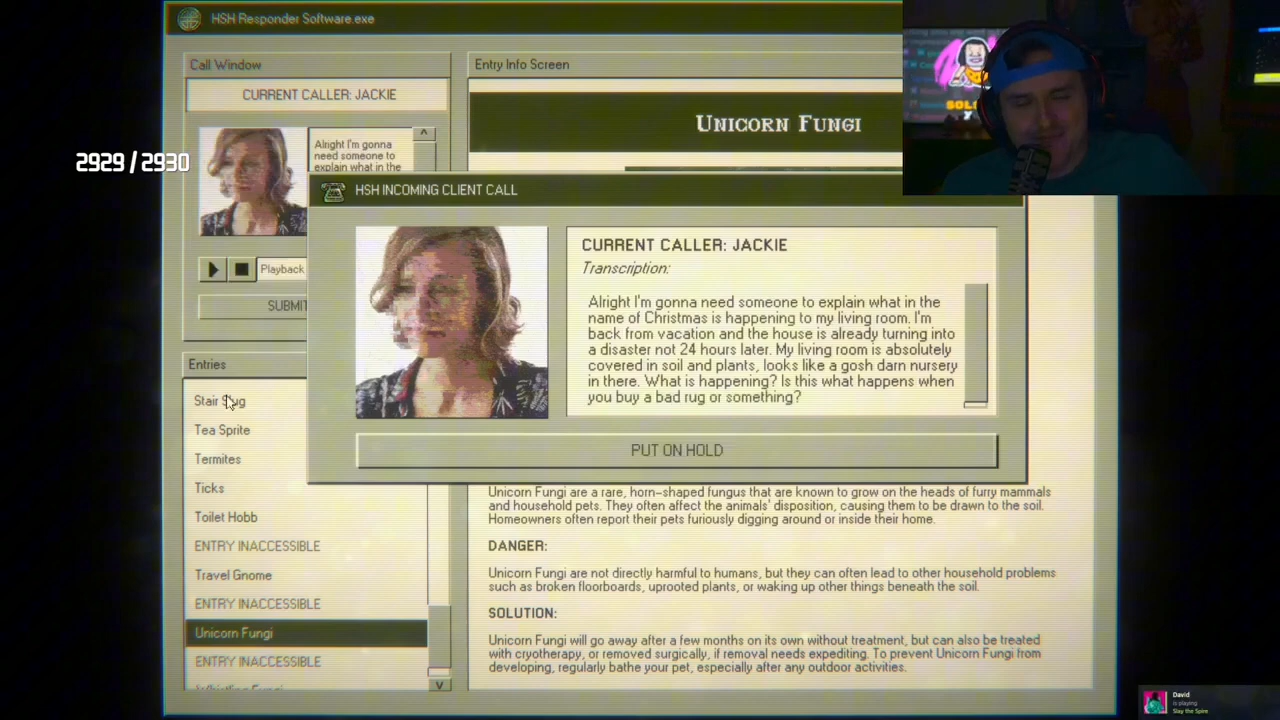 HSH Responder Software.exe
Call Window
Entry Info Screen
CURRENT CALLER: JACKIE
UNICORN FUNGI
Alright I'm gonna
need someone to
explain what in the
2929 / 2930
HSH INCOMING CLIENT CALL
CURRENT CALLER: JACKIE
Transcription:
Alright I'm gonna need someone to explain what in the
name of Christmas is happening to my living room. I'm
back from vacation and the house is already turning into
a disaster not 24 hours later. My living room is absolutely
covered in soil and plants, looks like a gosh darn nursery
in there. What is happening? Is this what happens when
you buy a bad rug or something?
PUT ON HOLD
Playback
SUBMIT
Entries
Stair Slug
Tea Sprite
Termites
Ticks
Toilet Hobb
ENTRY INACCESSIBLE
Travel Gnome
ENTRY INACCESSIBLE
Unicorn Fungi
ENTRY INACCESSIBLE
Whistling Fungi
Unicorn Fungi are a rare, horn-shaped fungus that are known to grow on the heads of furry mammals
and household pets. They often affect the animals' disposition, causing them to be drawn to the soil.
Homeowners often report their pets furiously digging around or inside their home.
DANGER:
Unicorn Fungi are not directly harmful to humans, but they can often lead to other household problems
such as broken floorboards, uprooted plants, or waking up other things beneath the soil.
SOLUTION:
Unicorn Fungi will go away after a few months on its own without treatment, but can also be treated
with cryotherapy, or removed surgically, if removal needs expediting. To prevent Unicorn Fungi from
developing, regularly bathe your pet, especially after any outdoor activities.
David
is playing
Slay the Spire